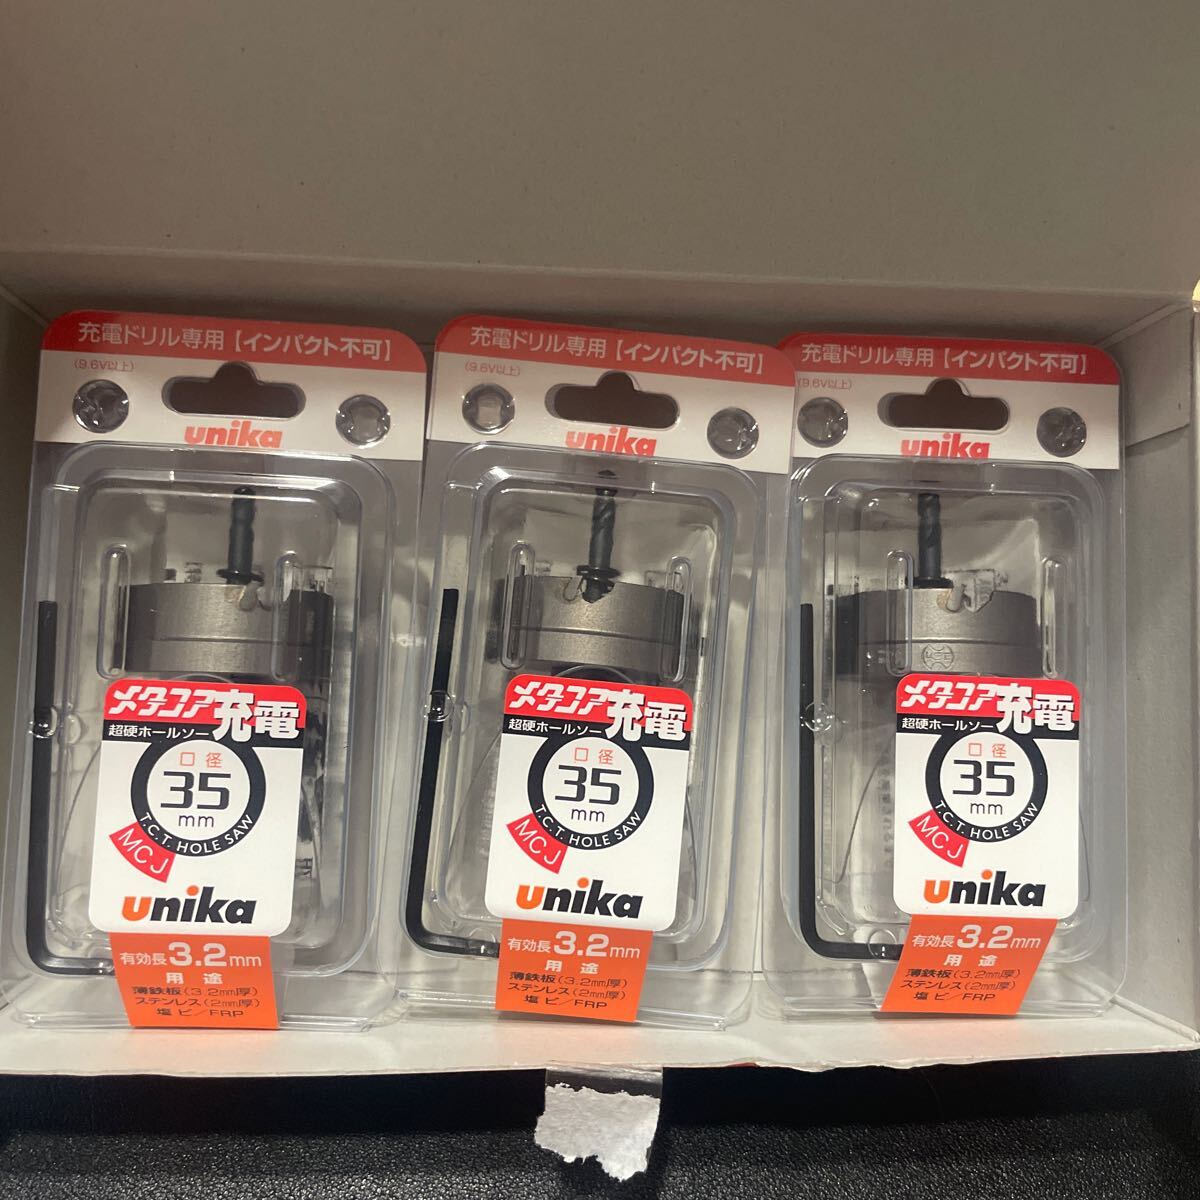 充電ドリル専用【インパクト不可】
(9.6V以上)
unika
メタコア充電
超硬ホールソー
口径
35
mm
T.C.T. HOLE SAW
MCJ
unika
有効長3.2mm
用途
薄鉄板(3.2mm厚)
ステンレス(2mm厚)
塩ビ/FRP
充電ドリル専用【インパクト不可】
(9.6V以上)
unika
メタコア充電
超硬ホールソー
口径
35
mm
T.C.T. HOLE SAW
MCJ
unika
有効長3.2mm
用途
薄鉄板(3.2mm厚)
ステンレス(2mm厚)
塩ビ/FRP
充電ドリル専用【インパクト不可】
(9.6V以上)
unika
メタコア充電
超硬ホールソー
口径
35
mm
T.C.T. HOLE SAW
MCJ
unika
有効長3.2mm
用途
薄鉄板(3.2mm厚)
ステンレス(2mm厚)
塩ビ/FRP